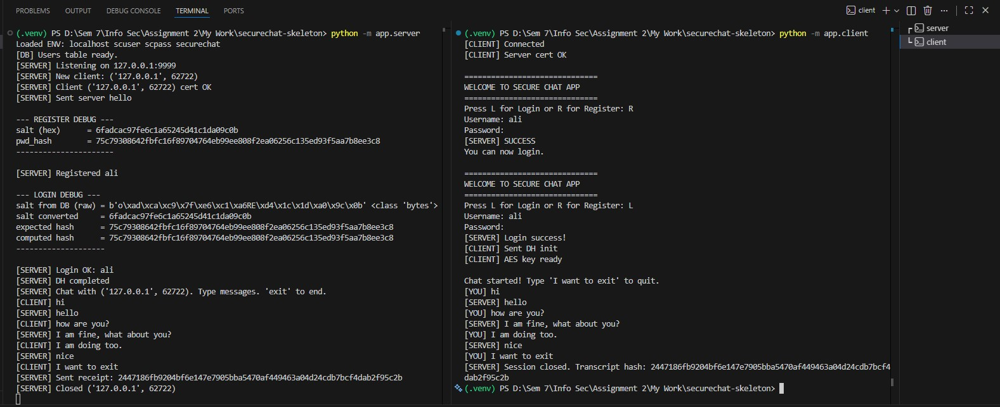 PROBLEMS OUTPUT DEBUG CONSOLE TERMINAL PORTS
client
(.venv) PS D:\Sem 7\Info Sec\Assignment 2\My Work\securechat-skeleton> python -m app.server
Loaded ENV: localhost scuser scpass securechat
[DB] Users table ready.
[SERVER] Listening on 127.0.0.1:9999
[SERVER] New client: ('127.0.0.1', 62722)
[SERVER] Client ('127.0.0.1', 62722) cert OK
[SERVER] Sent server hello
--- REGISTER DEBUG ---
salt (hex) = 6fadcac97fe6c1a65245d41c1da09c0b
pwd_hash = 75c79308642fbfc16f89704764eb99ee808f2ea06256c135ed93f5aa7b8ee3c8
----------------------
[SERVER] Registered ali
--- LOGIN DEBUG ---
salt from DB (raw) = b'o\xad\xca\xc9\x7f\xe6\xc1\xa6RE\xd4\x1c\x1d\xa0\x9c\x0b' <class 'bytes'>
salt converted = 6fadcac97fe6c1a65245d41c1da09c0b
expected hash = 75c79308642fbfc16f89704764eb99ee808f2ea06256c135ed93f5aa7b8ee3c8
computed hash = 75c79308642fbfc16f89704764eb99ee808f2ea06256c135ed93f5aa7b8ee3c8
--------------------
[SERVER] Login OK: ali
[SERVER] DH completed
[SERVER] Chat with ('127.0.0.1', 62722). Type messages. 'exit' to end.
[CLIENT] hi
[SERVER] hello
[CLIENT] how are you?
[SERVER] I am fine, what about you?
[CLIENT] I am doing too.
[SERVER] nice
[CLIENT] I want to exit
[SERVER] Sent receipt: 2447186fb9204bf6e147e7905bba5470af449463a04d24cdb7bcf4dab2f95c2b
[SERVER] Closed ('127.0.0.1', 62722)
(.venv) PS D:\Sem 7\Info Sec\Assignment 2\My Work\securechat-skeleton> python -m app.client
[CLIENT] Connected
[CLIENT] Server cert OK
==============================
WELCOME TO SECURE CHAT APP
==============================
Press L for Login or R for Register: R
Username: ali
Password:
[SERVER] SUCCESS
You can now login.
==============================
WELCOME TO SECURE CHAT APP
==============================
Press L for Login or R for Register: L
Username: ali
Password:
[SERVER] Login success!
[CLIENT] Sent DH init
[CLIENT] AES key ready
Chat started! Type 'I want to exit' to quit.
[YOU] hi
[SERVER] hello
[YOU] how are you?
[SERVER] I am fine, what about you?
[YOU] I am doing too.
[SERVER] nice
[YOU] I want to exit
[SERVER] Session closed. Transcript hash: 2447186fb9204bf6e147e7905bba5470af449463a04d24cdb7bcf4
dab2f95c2b
(.venv) PS D:\Sem 7\Info Sec\Assignment 2\My Work\securechat-skeleton>
server
client